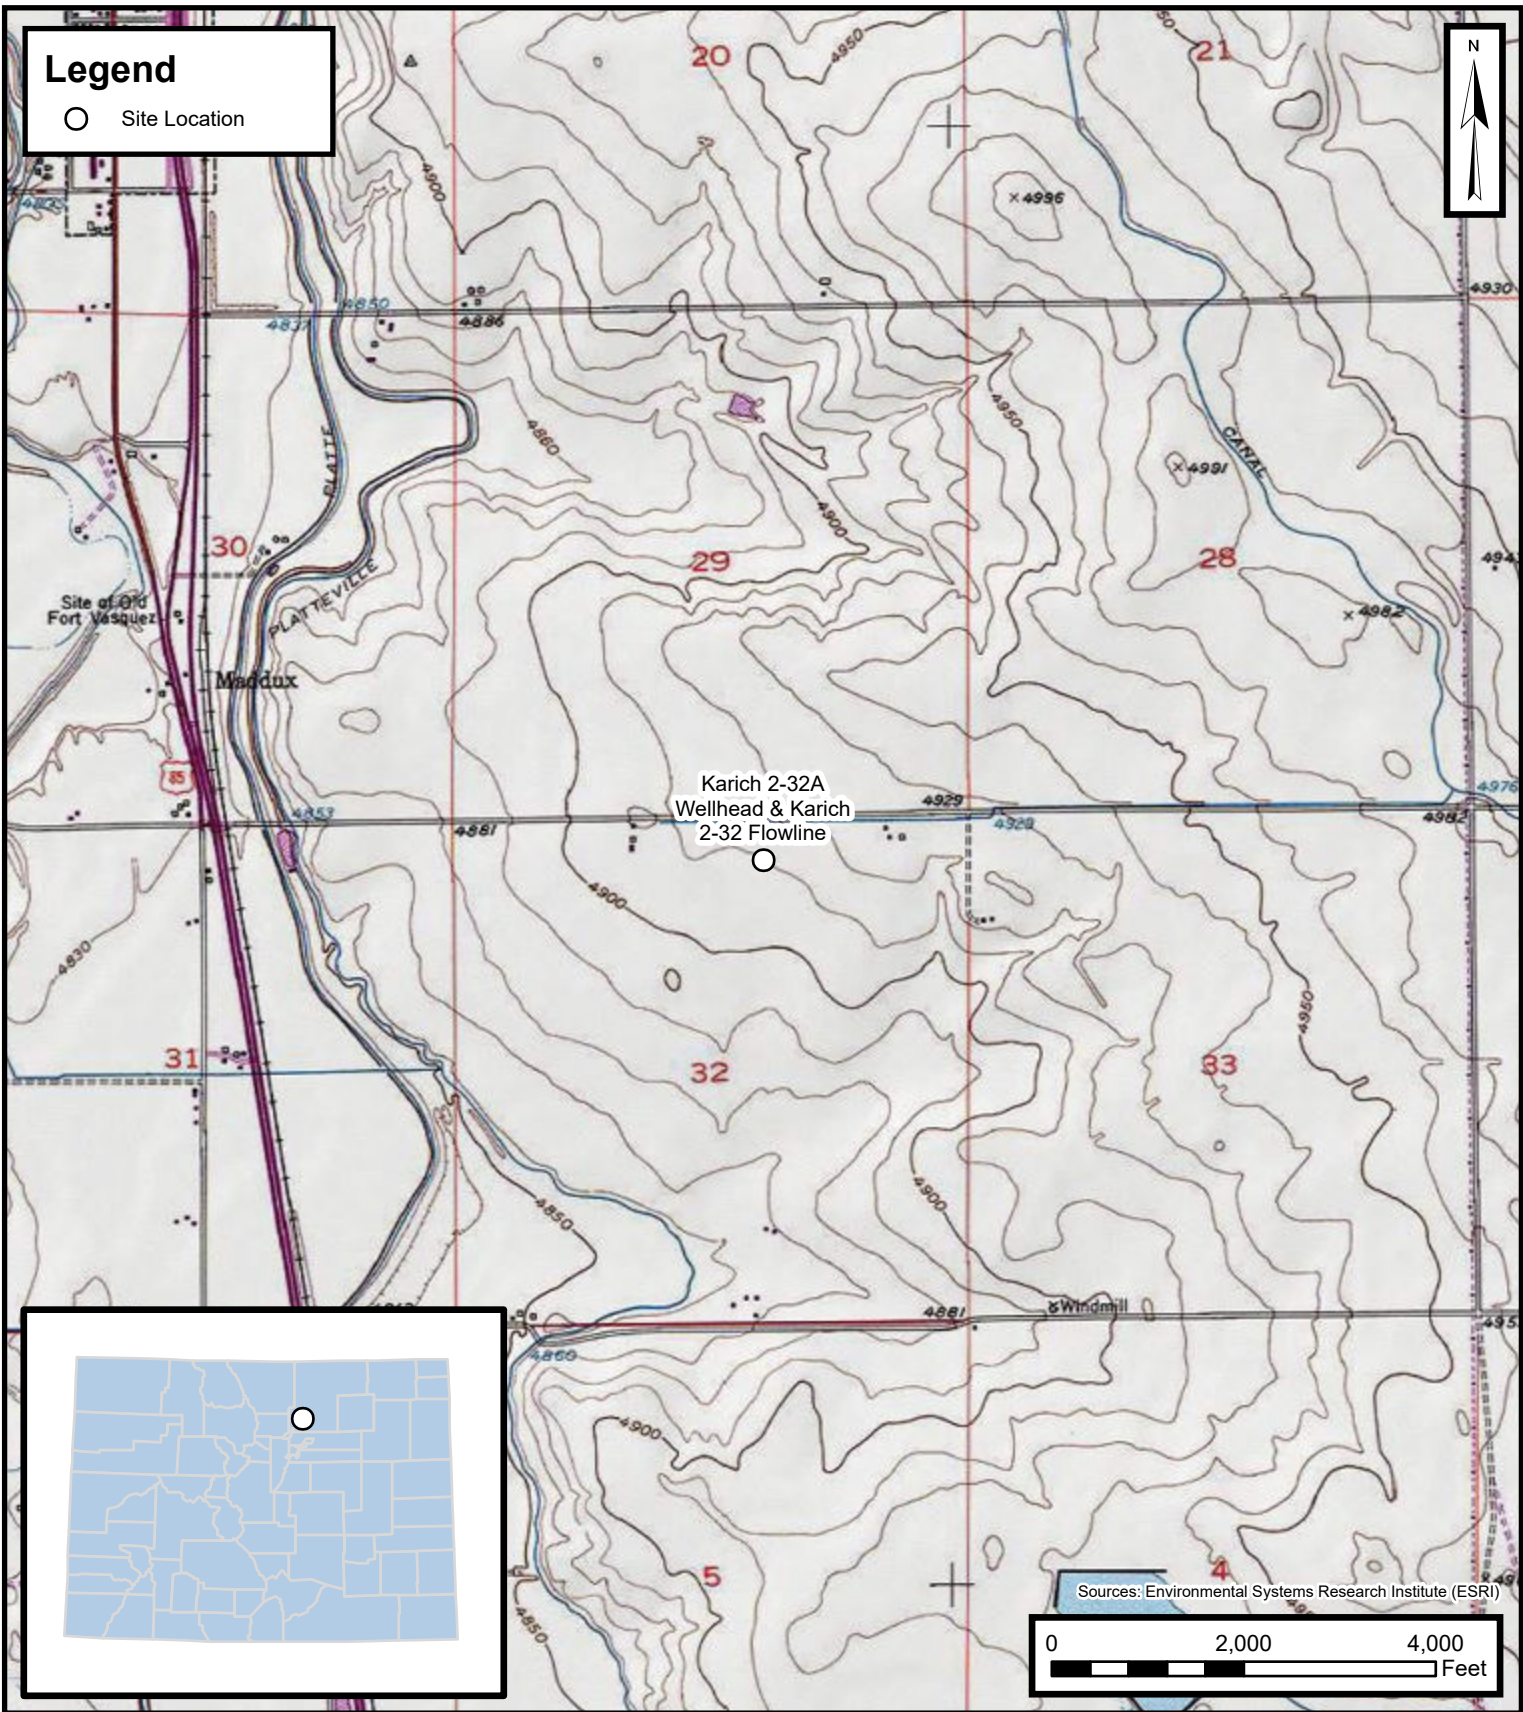 Legend
Site Location
N
20
21
4950
4900
4996
4930
4850
4837
4886
4950
4860
PLATTE
CANAL
4991
4900
30
29
28
PLATTEVILLE
4982
Site of Old
Fort Vasquez
Maddux
85
Karich 2-32A
Wellhead & Karich
2-32 Flowline
4853
4881
4929
4929
4976
4982
4900
4830
4950
31
32
33
4900
4850
4881
Windmill
4860
4900
5
4
4850
Sources: Environmental Systems Research Institute (ESRI)
0
2,000
4,000
Feet